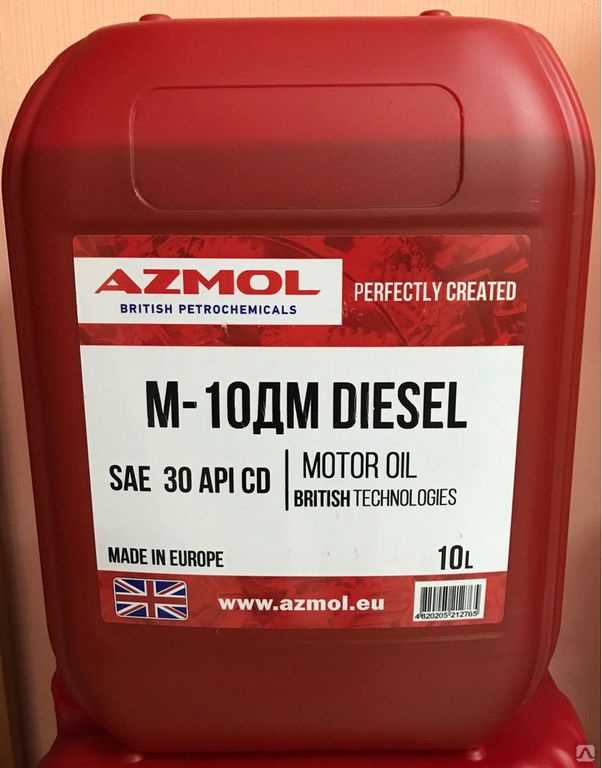 AZMOL
BRITISH PETROCHEMICALS
PERFECTLY CREATED
М-10ДМ DIESEL
SAE 30 API CD
MOTOR OIL
BRITISH TECHNOLOGIES
MADE IN EUROPE
10L
www.azmol.eu
4820205212765